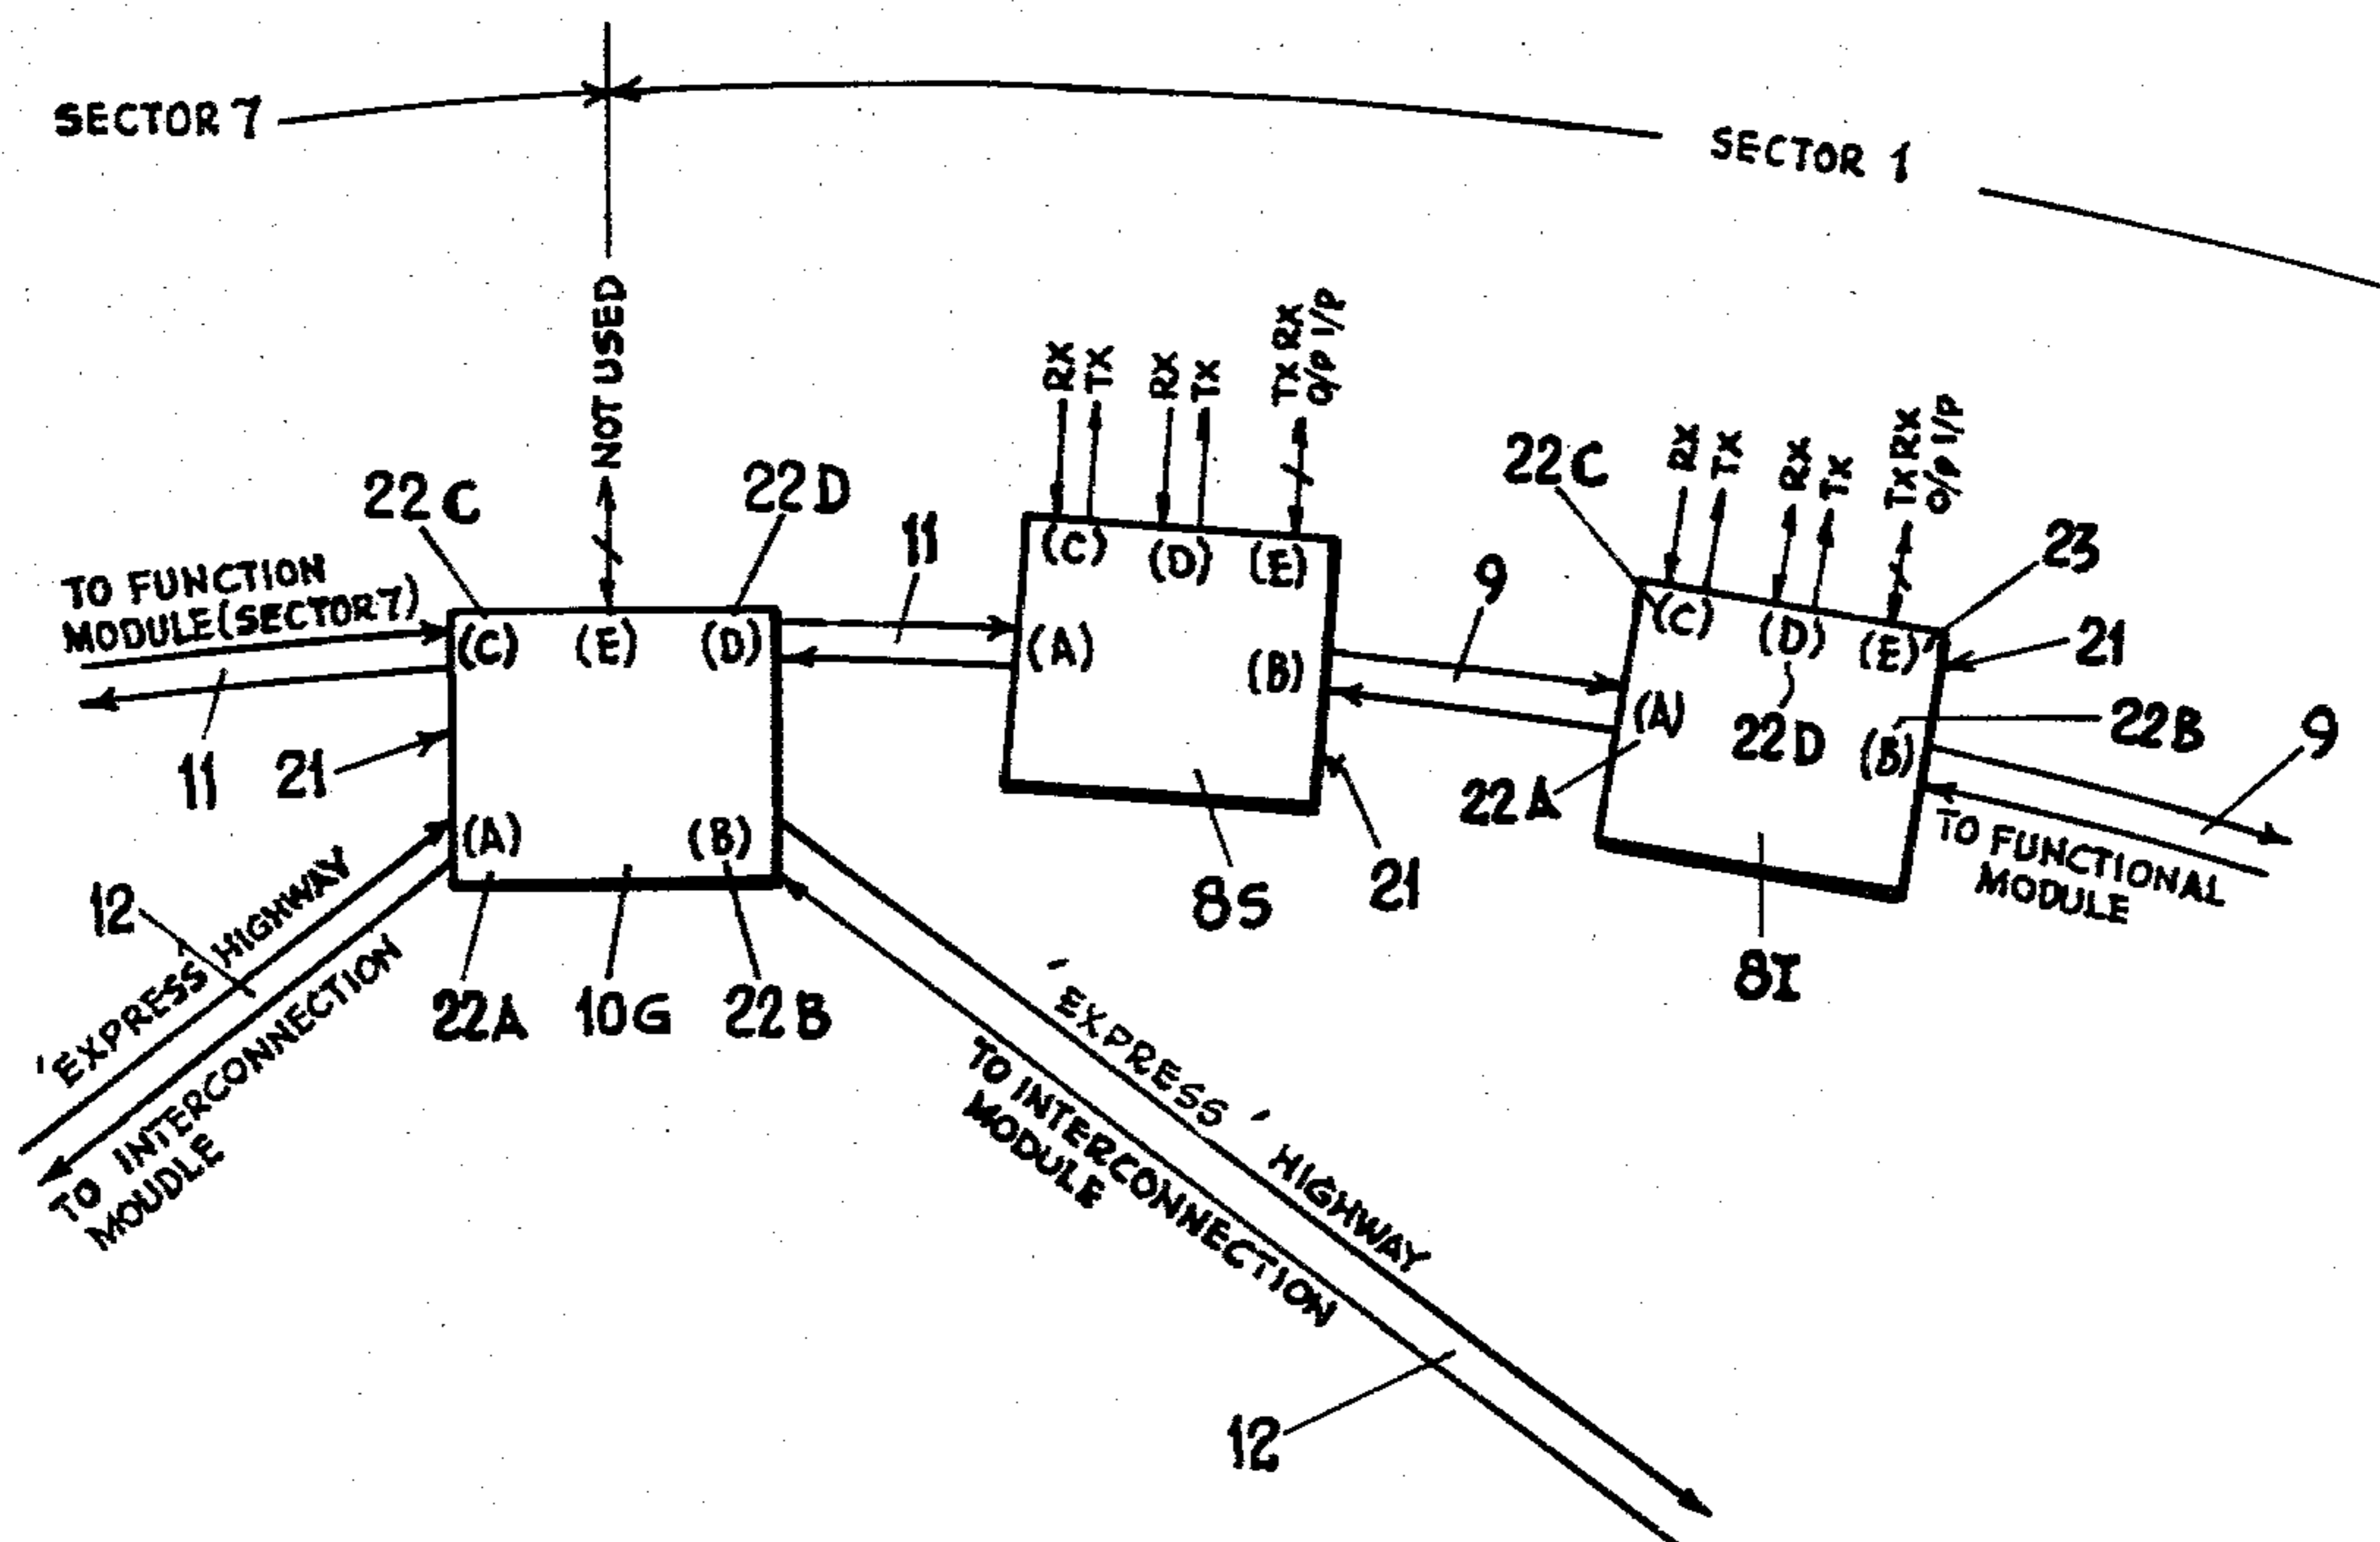 SECTOR 7
SECTOR 1
NOT USED
RX
TX
RX
TX
TX RX
O/P I/P
RX
TX
RX
TX
TX RX
O/P I/P
22C
22D
11
22C
23
9
21
TO FUNCTION
MODULE (SECTOR 7)
(C)
(E)
(D)
(C)
(D)
(E)
(C)
(D)
(E)
(A)
(B)
(A)
22D
(B)
22B
9
11
21
22A
(A)
(B)
TO FUNCTIONAL
MODULE
12
8S
21
8I
22A
10G
22B
'EXPRESS' HIGHWAY
TO INTERCONNECTION
MOUDLE
'EXPRESS' HIGHWAY
TO INTERCONNECTION
MODULE
12